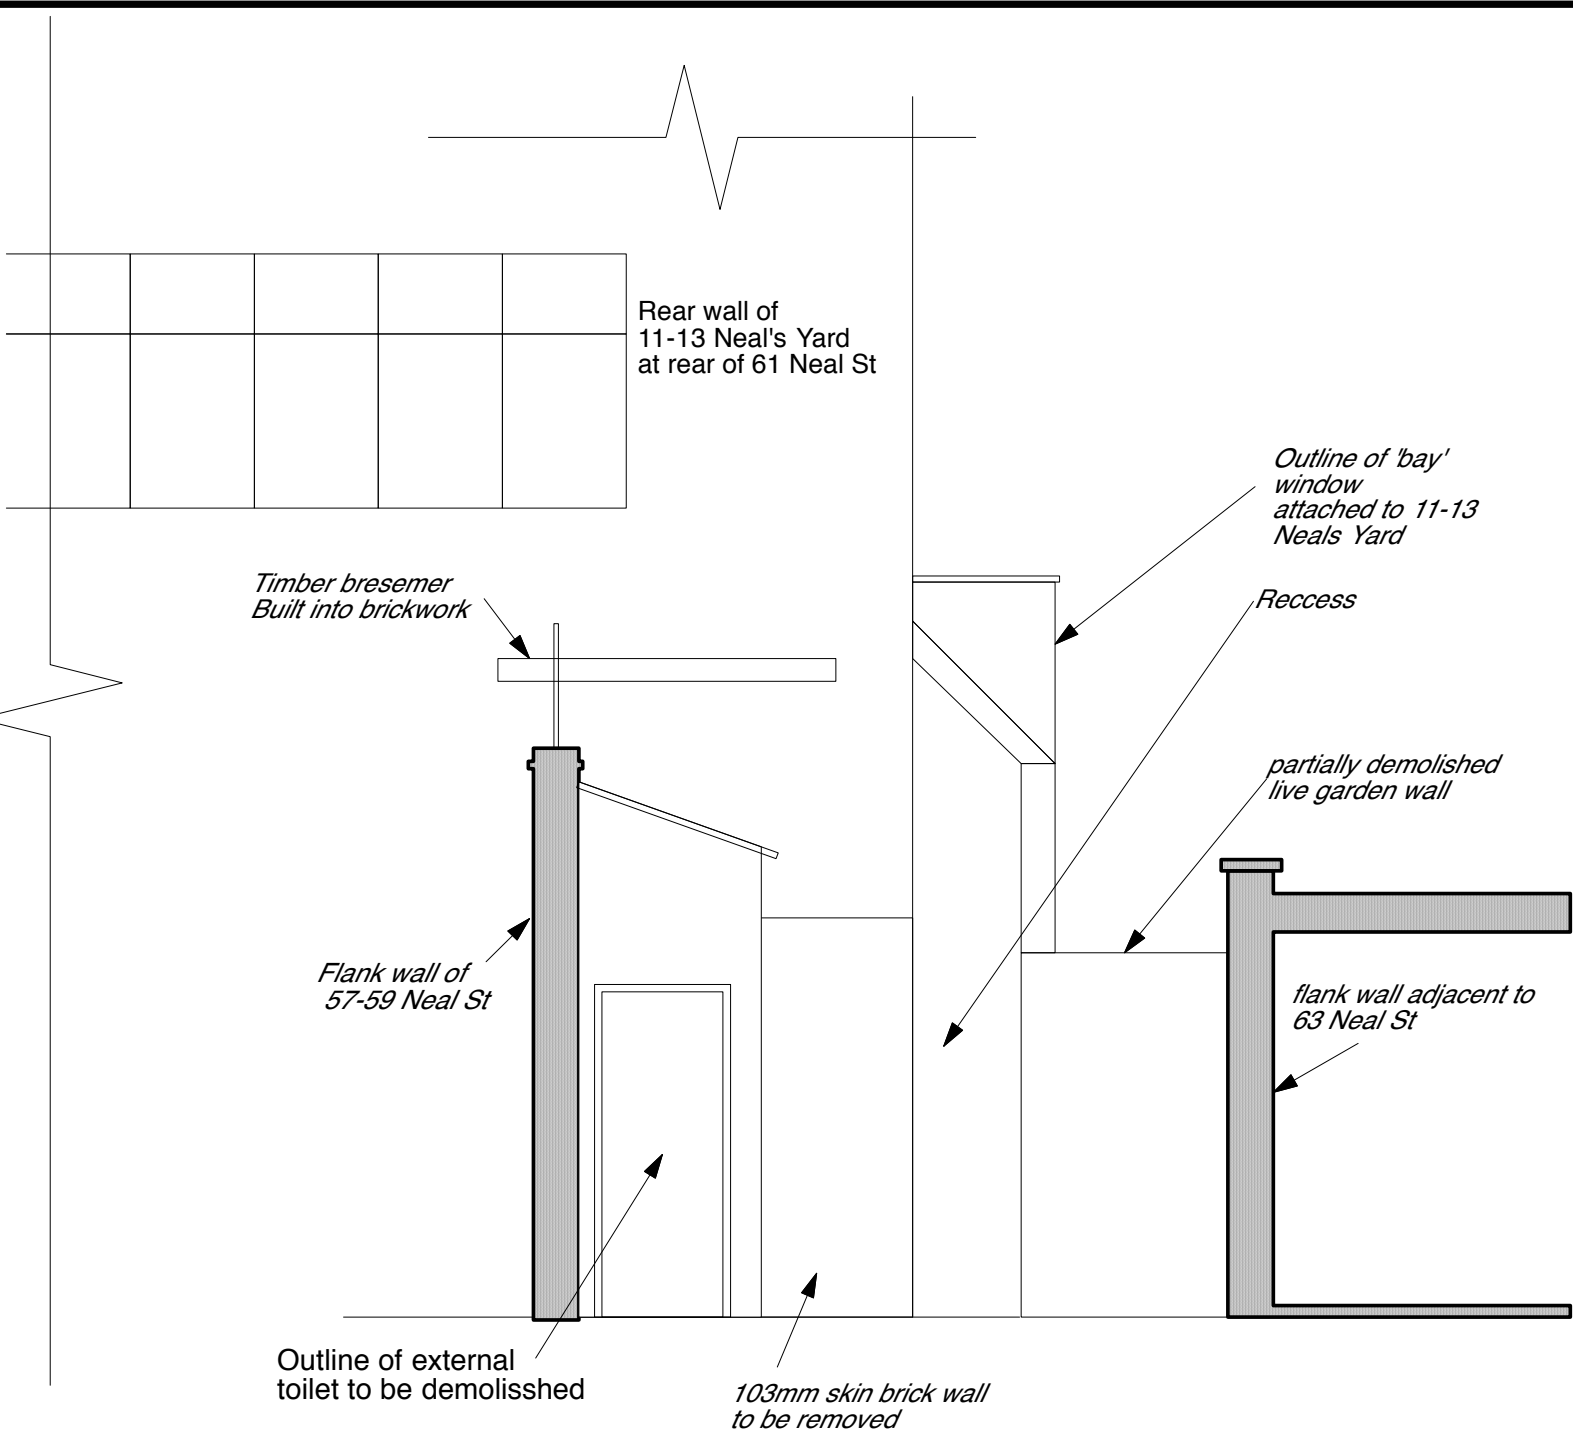 Rear wall of
11-13 Neal's Yard
at rear of 61 Neal St
Outline of 'bay'
window
attached to 11-13
Neals Yard
Timber bresemer
Built into brickwork
Reccess
partially demolished
live garden wall
Flank wall of
57-59 Neal St
flank wall adjacent to
63 Neal St
Outline of external
toilet to be demolisshed
103mm skin brick wall
to be removed